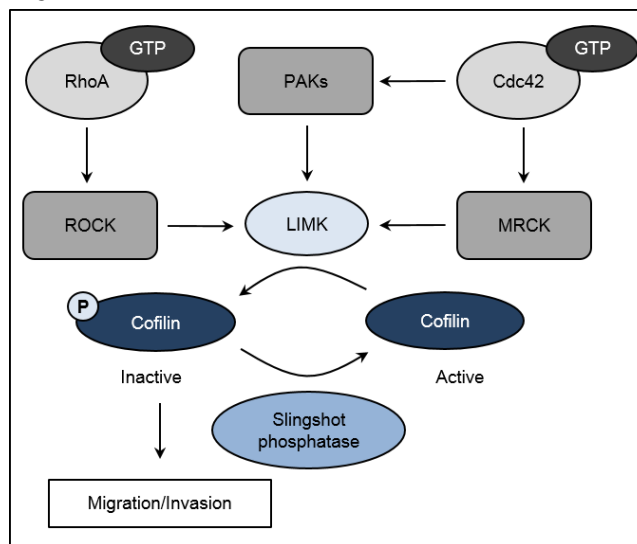 GTP
RhoA
PAKs
GTP
Cdc42
ROCK
LIMK
MRCK
P
Cofilin
Cofilin
Inactive
Active
Slingshot
phosphatase
Migration/Invasion